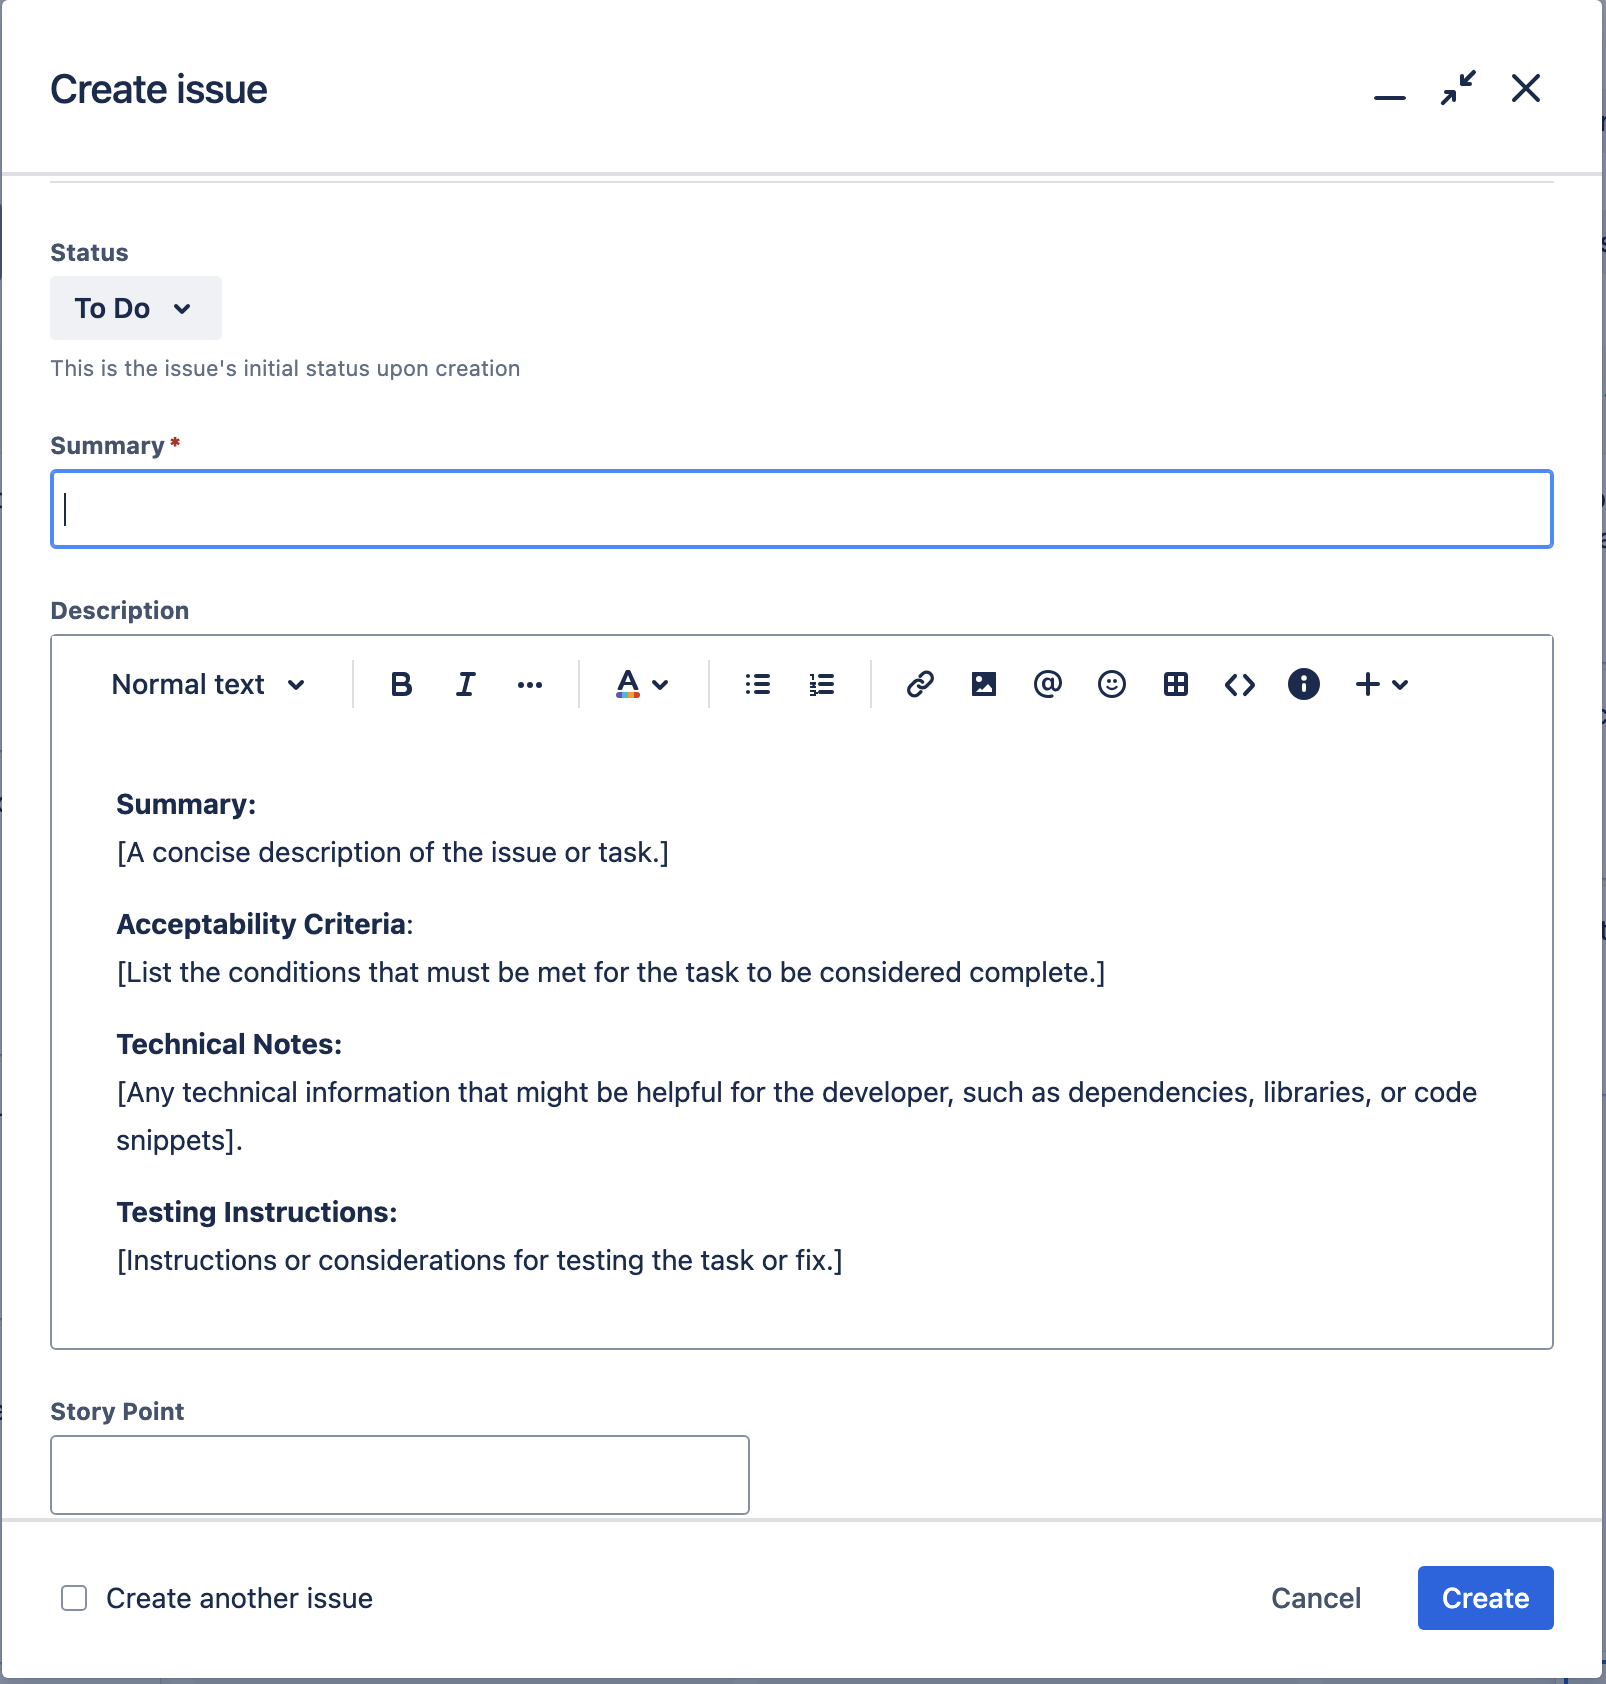 Create issue
Status
To Do
This is the issue's initial status upon creation
Summary *
Description
Normal text
Summary:
[A concise description of the issue or task.]
Acceptability Criteria:
[List the conditions that must be met for the task to be considered complete.]
Technical Notes:
[Any technical information that might be helpful for the developer, such as dependencies, libraries, or code
snippets].
Testing Instructions:
[Instructions or considerations for testing the task or fix.]
Story Point
Create another issue
Cancel
Create